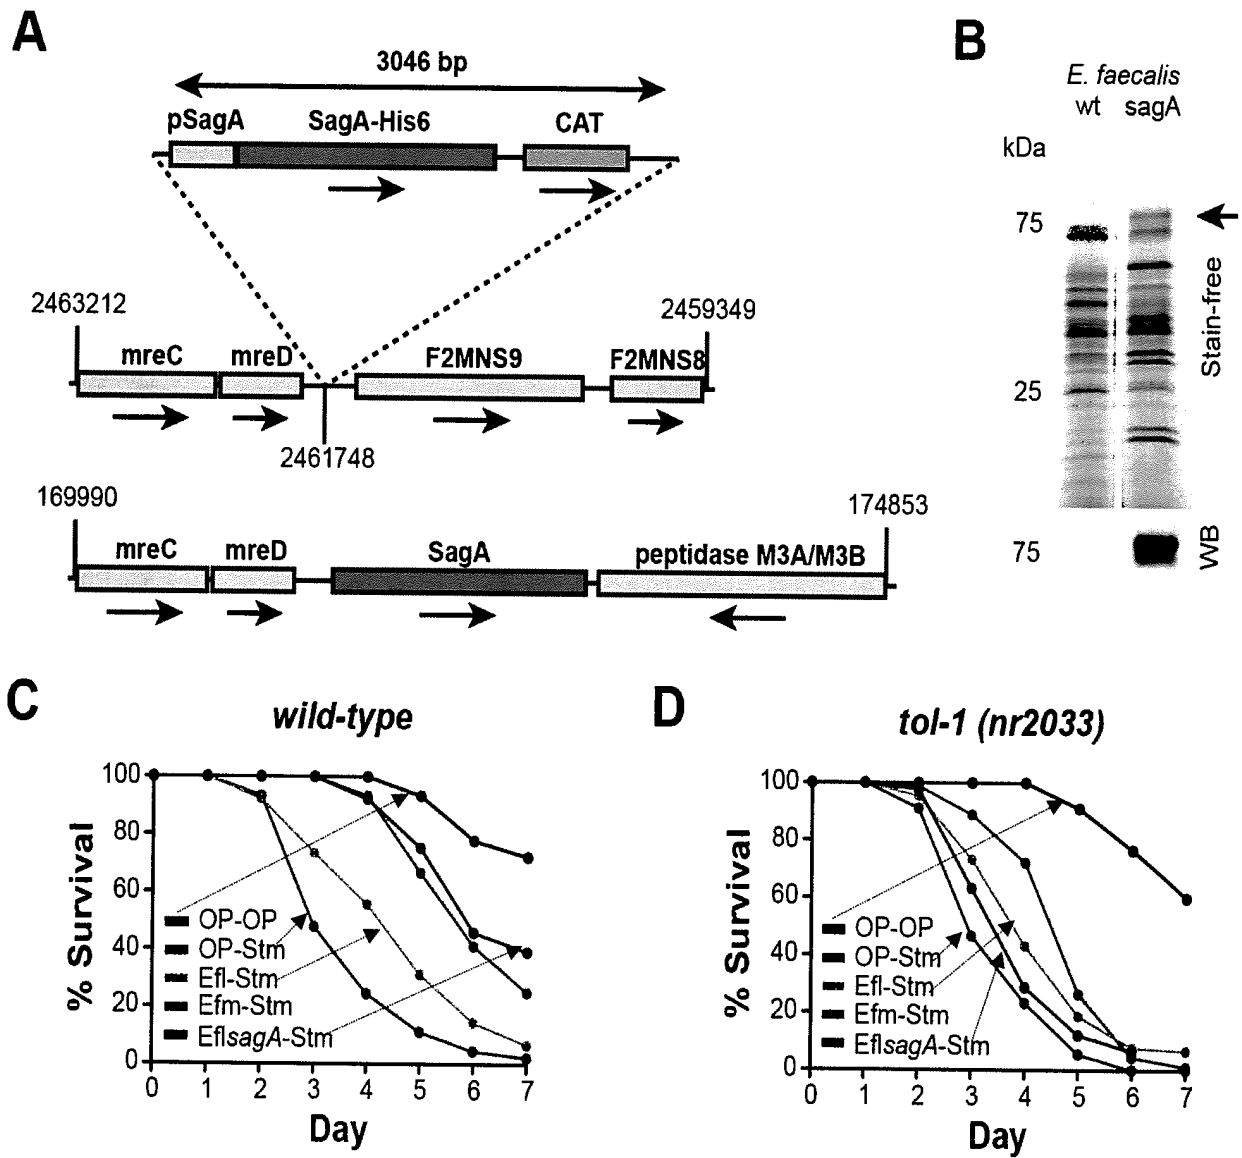 A
3046 bp
pSagA SagA-His6 CAT
2463212 2459349
mreC mreD F2MNS9 F2MNS8
2461748
169990 174853
mreC mreD SagA peptidase M3A/M3B
B
E. faecalis
wt sagA
kDa
75
25
Stain-free
75
WB
C
wild-type
% Survival
100
80
60
40
20
0
OP-OP
OP-Stm
Efl-Stm
Efm-Stm
EflsagA-Stm
0 1 2 3 4 5 6 7
Day
D
tol-1 (nr2033)
% Survival
100
80
60
40
20
0
OP-OP
OP-Stm
Efl-Stm
Efm-Stm
EflsagA-Stm
0 1 2 3 4 5 6 7
Day